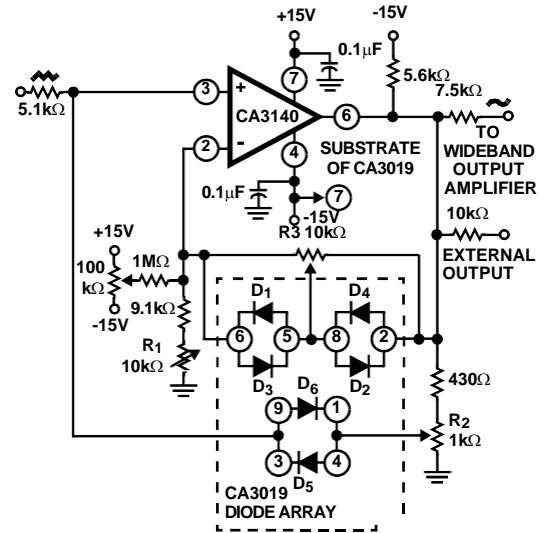 +15V
-15V
0.1μF
7
5.6kΩ
7.5kΩ
5.1kΩ
3
+
CA3140
6
2
-
4
SUBSTRATE
OF CA3019
TO
WIDEBAND
OUTPUT
AMPLIFIER
0.1μF
7
-15V
R3 10kΩ
10kΩ
EXTERNAL
OUTPUT
+15V
1MΩ
100
kΩ
-15V
9.1kΩ
R1
10kΩ
D1
D4
6
5
8
2
D3
D2
D6
9
1
3
4
D5
430Ω
R2
1kΩ
CA3019
DIODE ARRAY